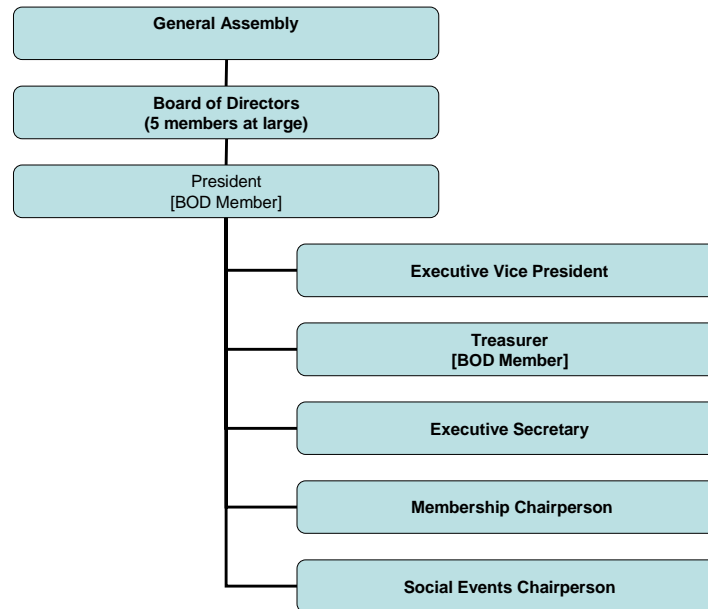 General Assembly
Board of Directors
(5 members at large)
President
[BOD Member]
Executive Vice President
Treasurer
[BOD Member]
Executive Secretary
Membership Chairperson
Social Events Chairperson